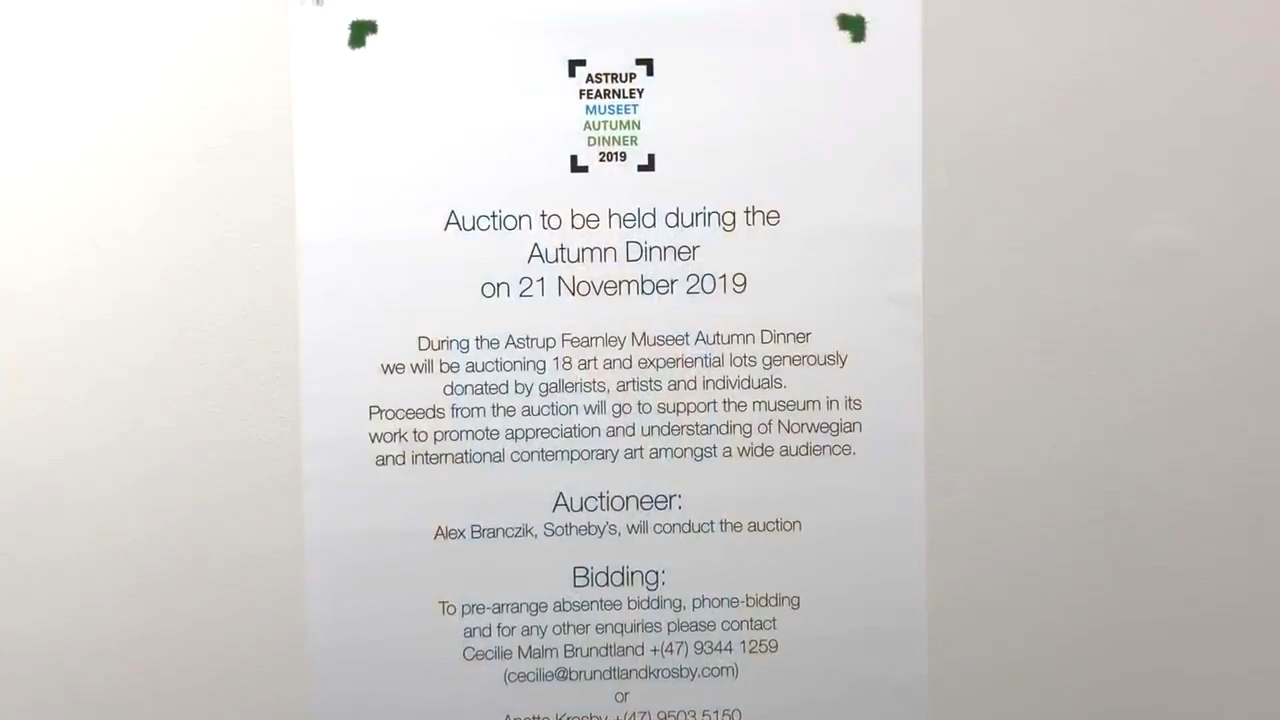 ASTRUP
FEARNLEY
MUSEET
AUTUMN
DINNER
2019
Auction to be held during the
Autumn Dinner
on 21 November 2019
During the Astrup Fearnley Museet Autumn Dinner
we will be auctioning 18 art and experiential lots generously
donated by gallerists, artists and individuals.
Proceeds from the auction will go to support the museum in its
work to promote appreciation and understanding of Norwegian
and international contemporary art amongst a wide audience.
Auctioneer:
Alex Branczik, Sotheby's, will conduct the auction
Bidding:
To pre-arrange absentee bidding, phone-bidding
and for any other enquiries please contact
Cecilie Malm Brundtland +(47) 9344 1259
(cecilie@brundtlandkrosby.com)
or
Anette Krosby +(47) 9503 5150